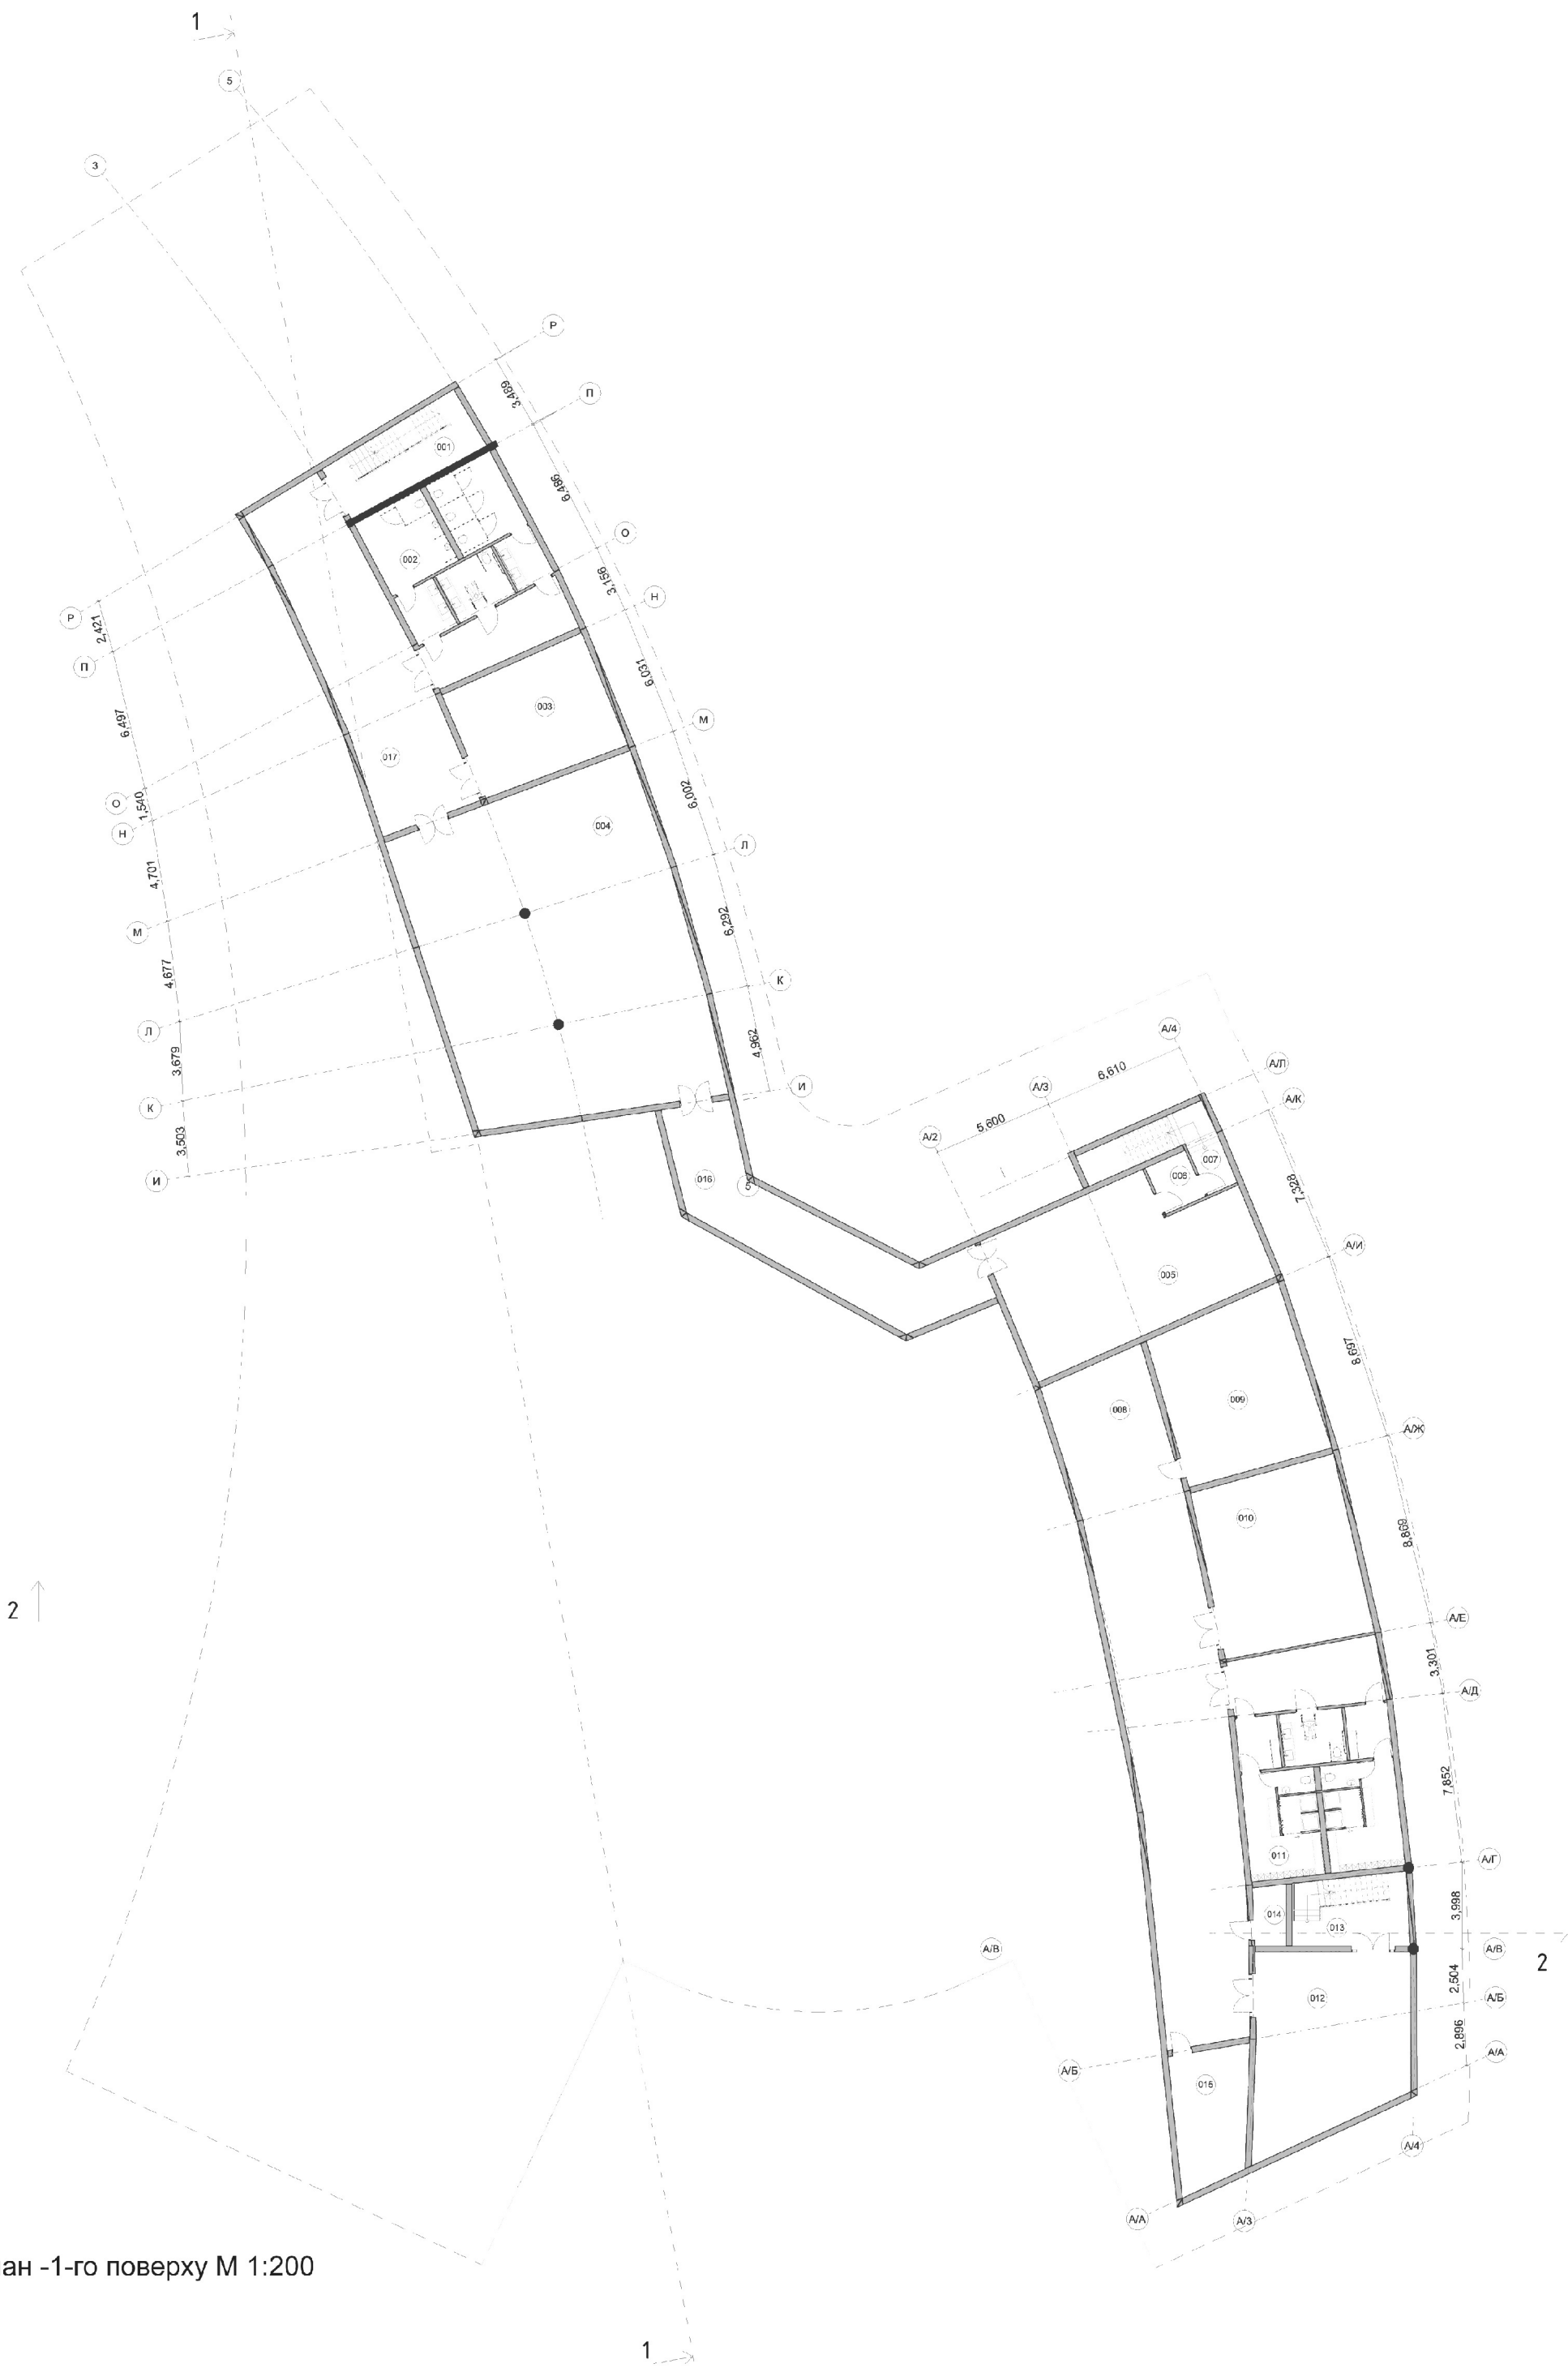 1
5
3
Р
3,489
П
001
6,486
О
002
3,156
Н
Р
2,421
П
6,031
003
М
6,497
017
6,002
О
1,540
Н
004
Л
4,701
М
6,292
К
4,677
Л
4,962
А/4
А/Л
3,679
6,610
А/3
И
А/К
К
5,600
А/2
3,503
007
И
016
5
006
7,328
А/И
005
8,697
009
008
А/Ж
010
8,869
2
А/Е
3,301
А/Д
7,852
011
А/Г
014
3,998
013
А/В
А/В
2
2,504
012
А/Б
2,896
А/А
А/Б
015
А/4
А/А
А/3
ан -1-го поверху М 1:200
1